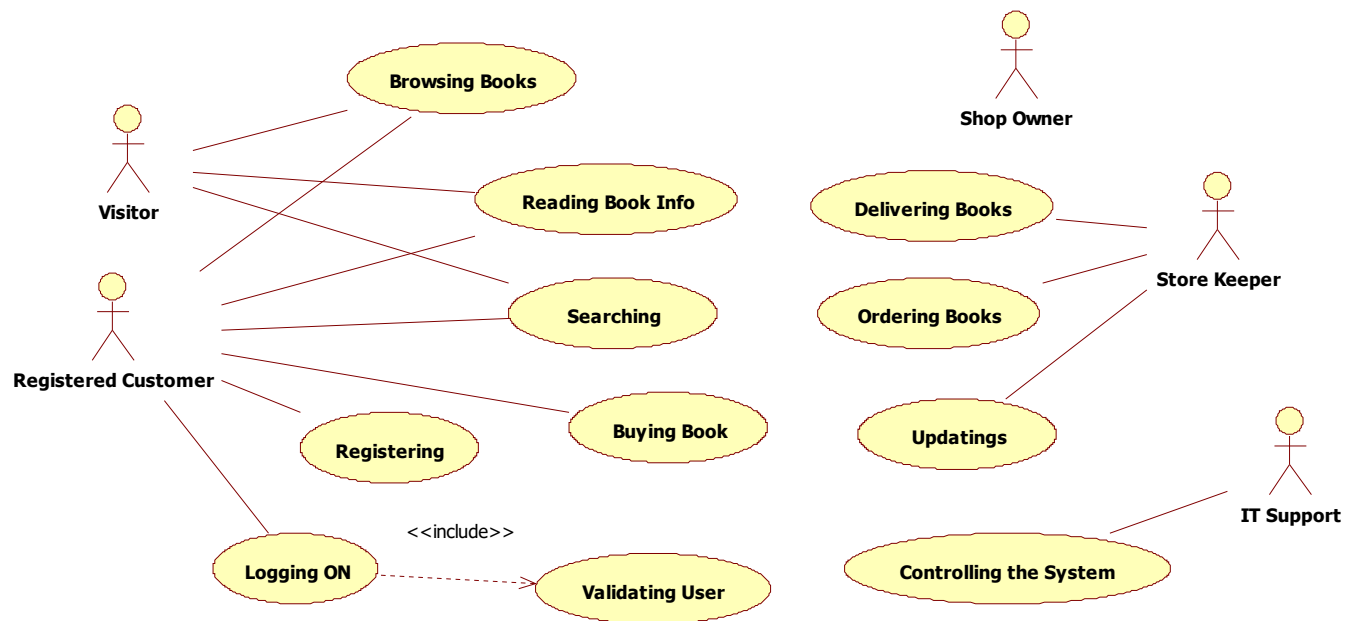 Browsing Books
Shop Owner
Visitor
Reading Book Info
Delivering Books
Store Keeper
Searching
Ordering Books
Registered Customer
Buying Book
Updatings
Registering
IT Support
<<include>>
Logging ON
Validating User
Controlling the System